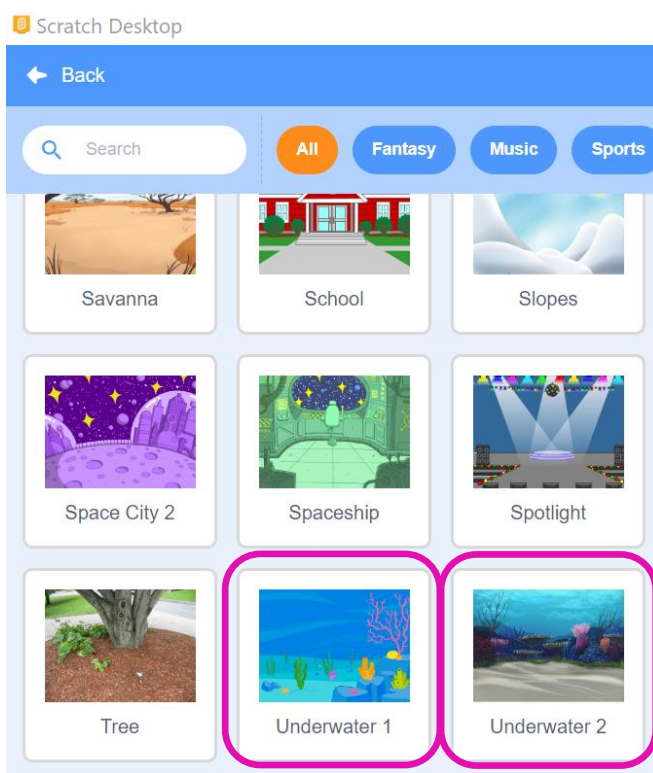 Scratch Desktop
Back
Search
All Fantasy Music Sports
Savanna School Slopes
Space City 2 Spaceship Spotlight
Tree Underwater 1 Underwater 2